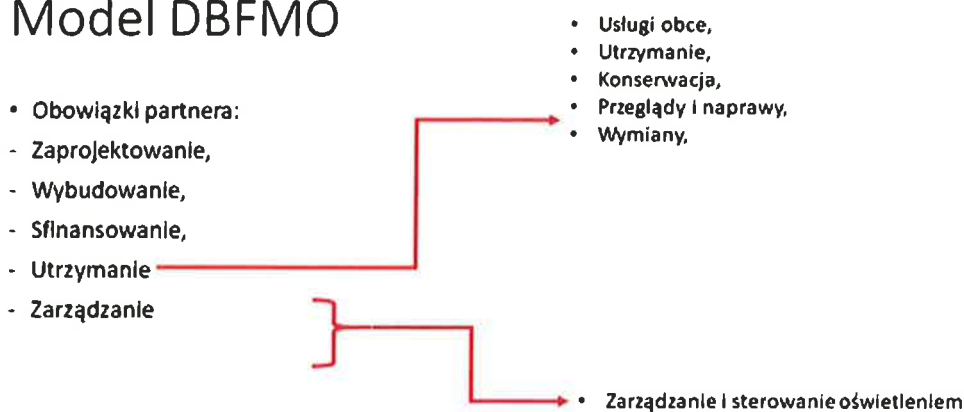 Model DBFMO
• Obowiązki partnera:
- Zaprojektowanie,
- Wybudowanie,
- Sfinansowanie,
- Utrzymanie
- Zarządzanie
• Usługi obce,
• Utrzymanie,
• Konserwacja,
• Przeglądy i naprawy,
• Wymiany,
• Zarządzanie i sterowanie oświetleniem